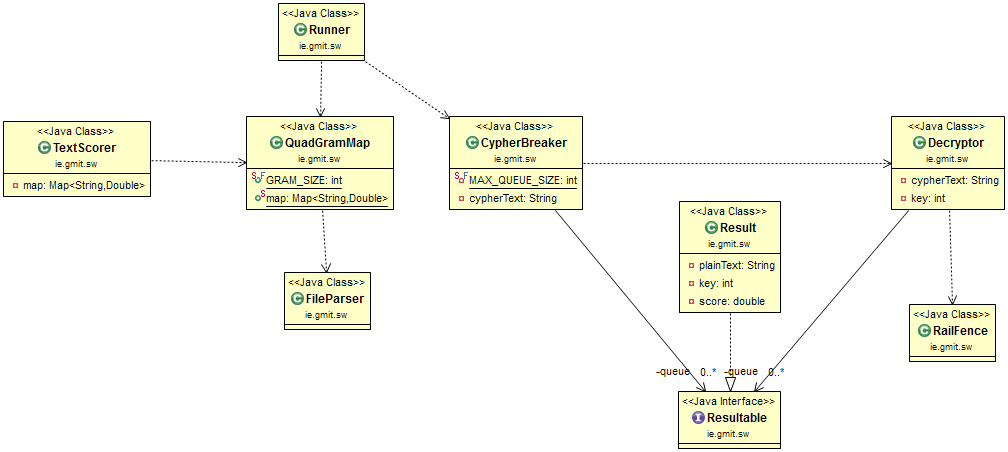 <<Java Class>>
Runner
ie.gmit.sw
<<Java Class>>
TextScorer
ie.gmit.sw
map: Map<String,Double>
<<Java Class>>
QuadGramMap
ie.gmit.sw
GRAM_SIZE: int
map: Map<String,Double>
<<Java Class>>
CypherBreaker
ie.gmit.sw
MAX_QUEUE_SIZE: int
cypherText: String
<<Java Class>>
Decryptor
ie.gmit.sw
cypherText: String
key: int
<<Java Class>>
Result
ie.gmit.sw
plainText: String
key: int
score: double
<<Java Class>>
FileParser
ie.gmit.sw
<<Java Class>>
RailFence
ie.gmit.sw
-queue 0..* -queue 0..*
<<Java Interface>>
Resultable
ie.gmit.sw